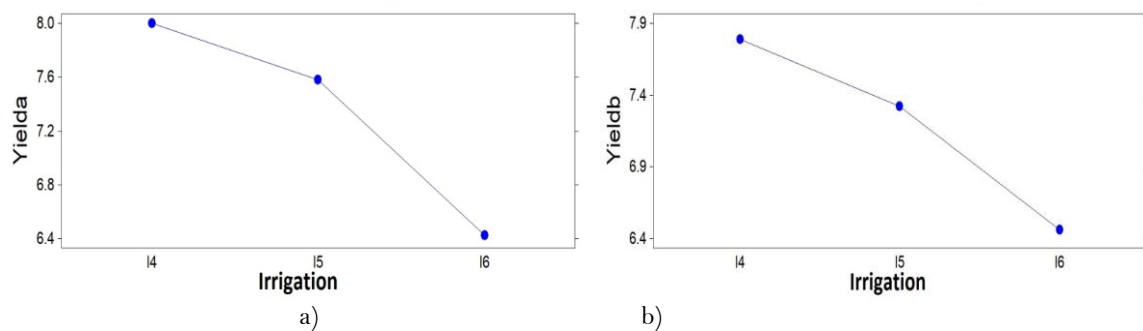 8.0
7.6
7.2
6.8
6.4
Yielda
I4
I5
I6
Irrigation
a)
7.9
7.4
6.9
6.4
Yieldb
I4
I5
I6
Irrigation
b)